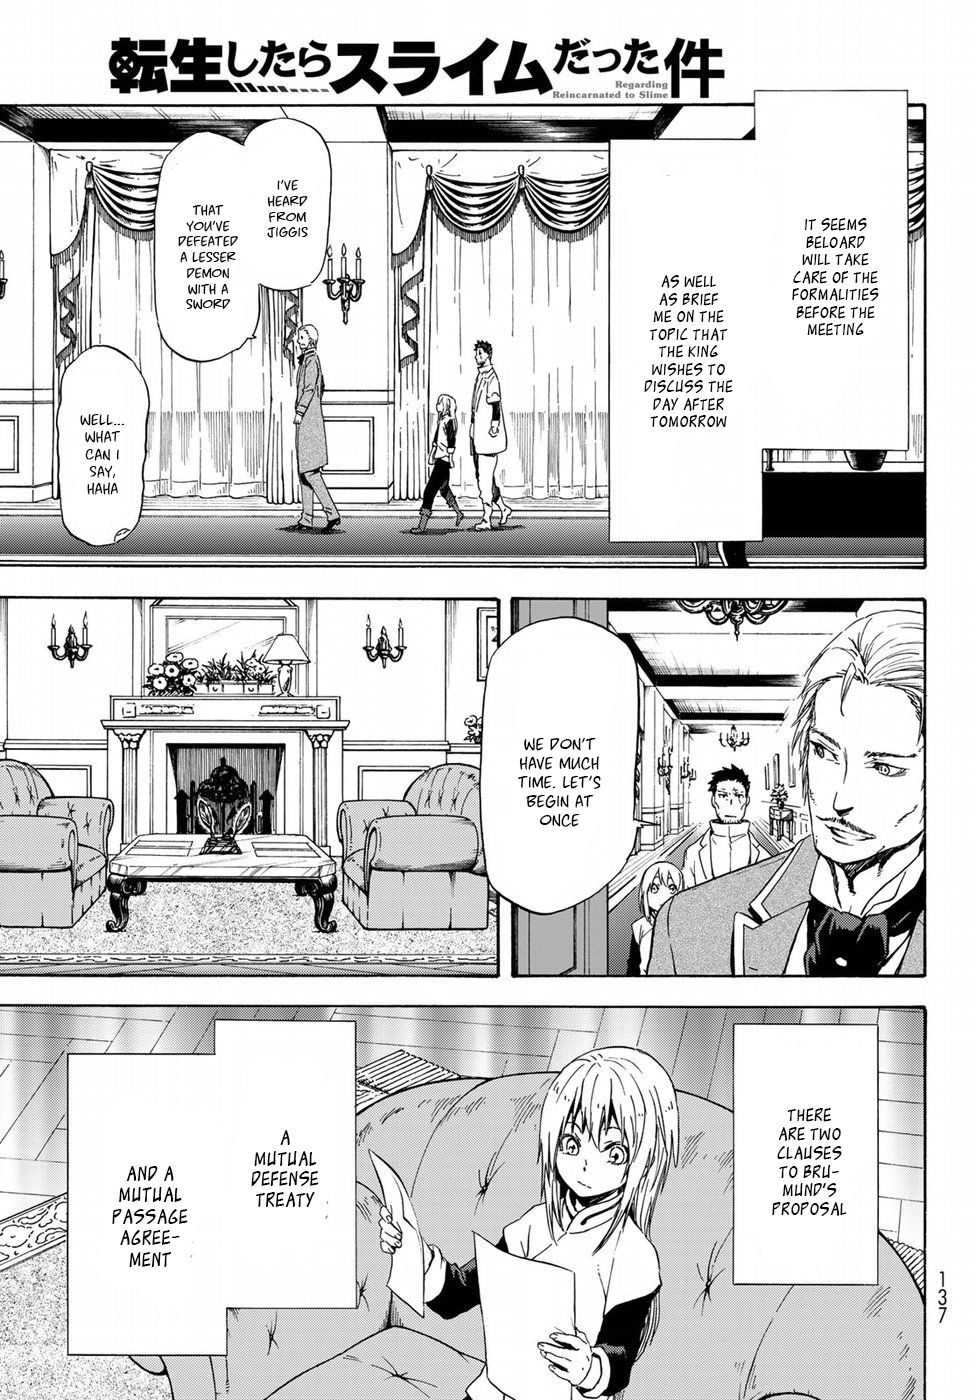 転生したらスライムだった件
Regarding
Reincarnated to Slime
IT SEEMS
BELOARD
WILL TAKE
CARE OF THE
FORMALITIES
BEFORE THE
MEETING
AS WELL
AS BRIEF
ME ON THE
TOPIC THAT
THE KING
WISHES TO
DISCUSS THE
DAY AFTER
TOMORROW
I'VE
HEARD
FROM
JIGGIS
THAT
YOU'VE
DEFEATED
A LESSER
DEMON
WITH A
SWORD
WELL...
WHAT
CAN I
SAY,
HAHA
WE DON'T
HAVE MUCH
TIME. LET'S
BEGIN AT
ONCE
THERE
ARE TWO
CLAUSES
TO BRU-
MUND'S
PROPOSAL
A
MUTUAL
DEFENSE
TREATY
AND A
MUTUAL
PASSAGE
AGREE-
MENT
137